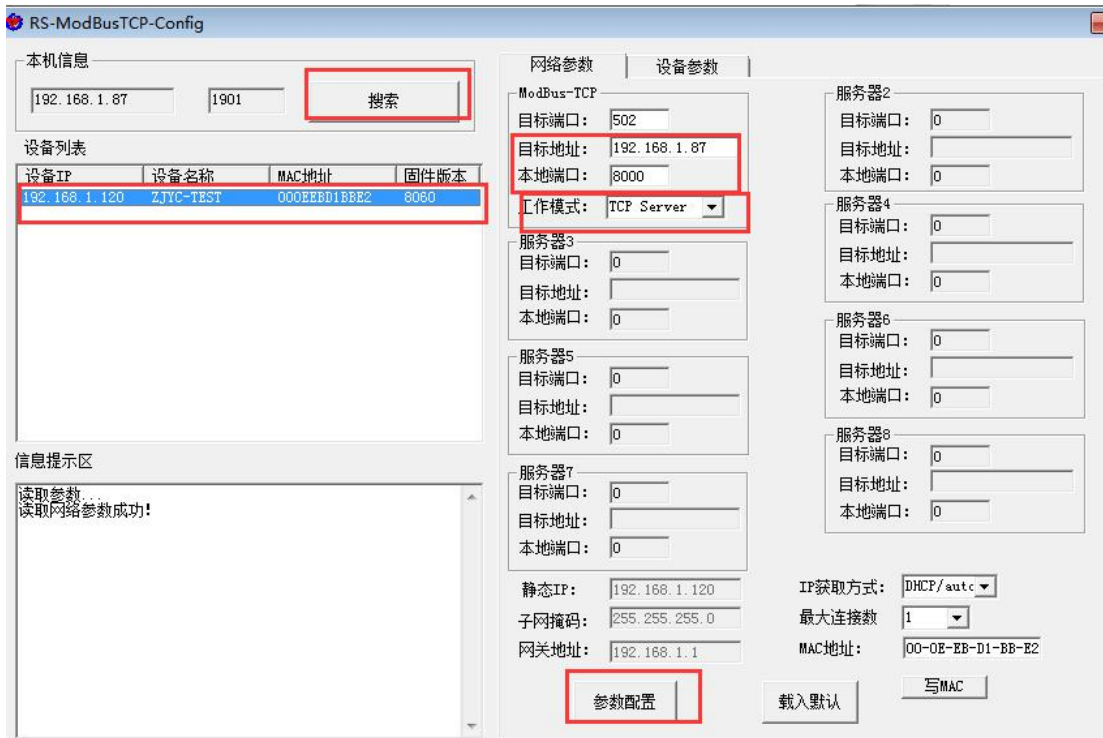 RS-ModBusTCP-Config
本机信息
192.168.1.87 1901 搜索
设备列表
设备IP 设备名称 MAC地址 固件版本
192.168.1.120 ZJYC-TEST 000EEBD1BBE2 8060
信息提示区
读取参数...
读取网络参数成功!
网络参数 设备参数
ModBus-TCP
目标端口: 502
目标地址: 192.168.1.87
本地端口: 8000
工作模式: TCP Server
服务器2
目标端口: 0
目标地址:
本地端口: 0
服务器3
目标端口: 0
目标地址:
本地端口: 0
服务器4
目标端口: 0
目标地址:
本地端口: 0
服务器5
目标端口: 0
目标地址:
本地端口: 0
服务器6
目标端口: 0
目标地址:
本地端口: 0
服务器7
目标端口: 0
目标地址:
本地端口: 0
服务器8
目标端口: 0
目标地址:
本地端口: 0
静态IP: 192.168.1.120
子网掩码: 255.255.255.0
网关地址: 192.168.1.1
IP获取方式: DHCP/autc
最大连接数 1
MAC地址: 00-0E-EB-D1-BB-E2
参数配置 载入默认 写MAC